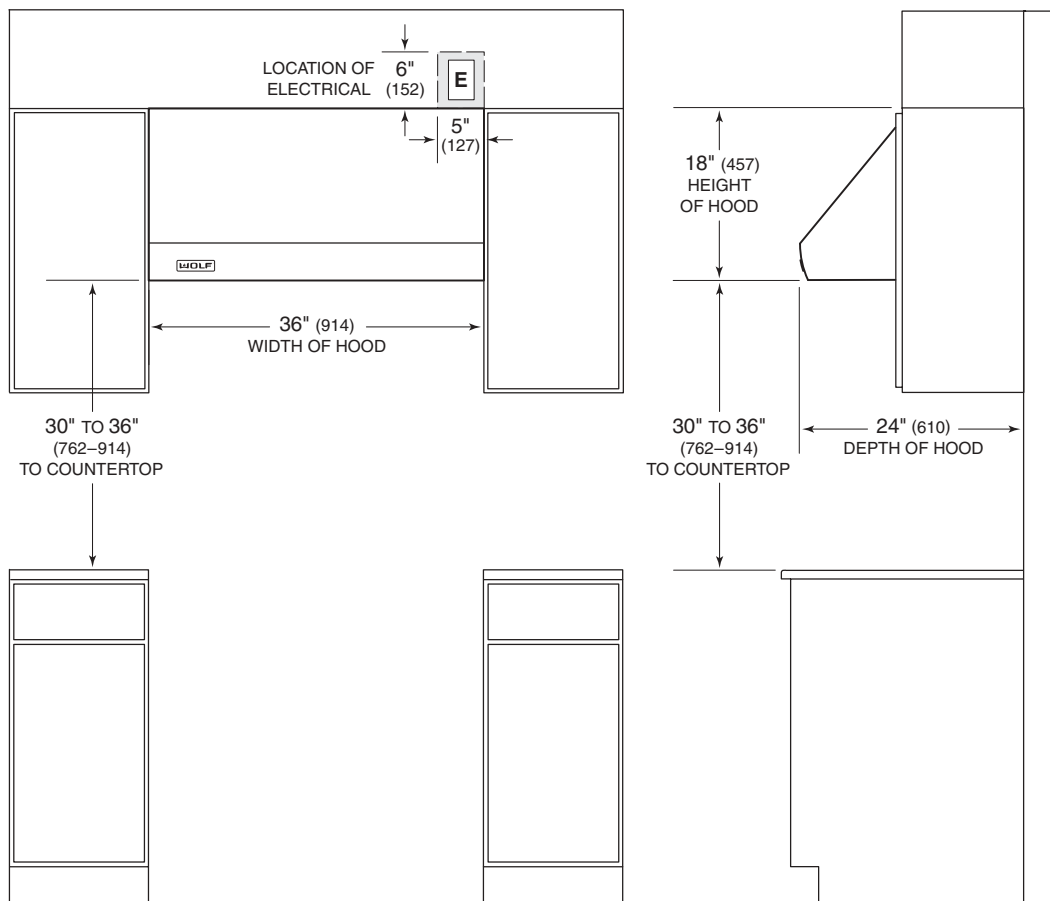 LOCATION OF
ELECTRICAL
6"
(152)
E
5"
(127)
WOLF
36" (914)
WIDTH OF HOOD
30" TO 36"
(762–914)
TO COUNTERTOP
18" (457)
HEIGHT
OF HOOD
30" TO 36"
(762–914)
TO COUNTERTOP
24" (610)
DEPTH OF HOOD